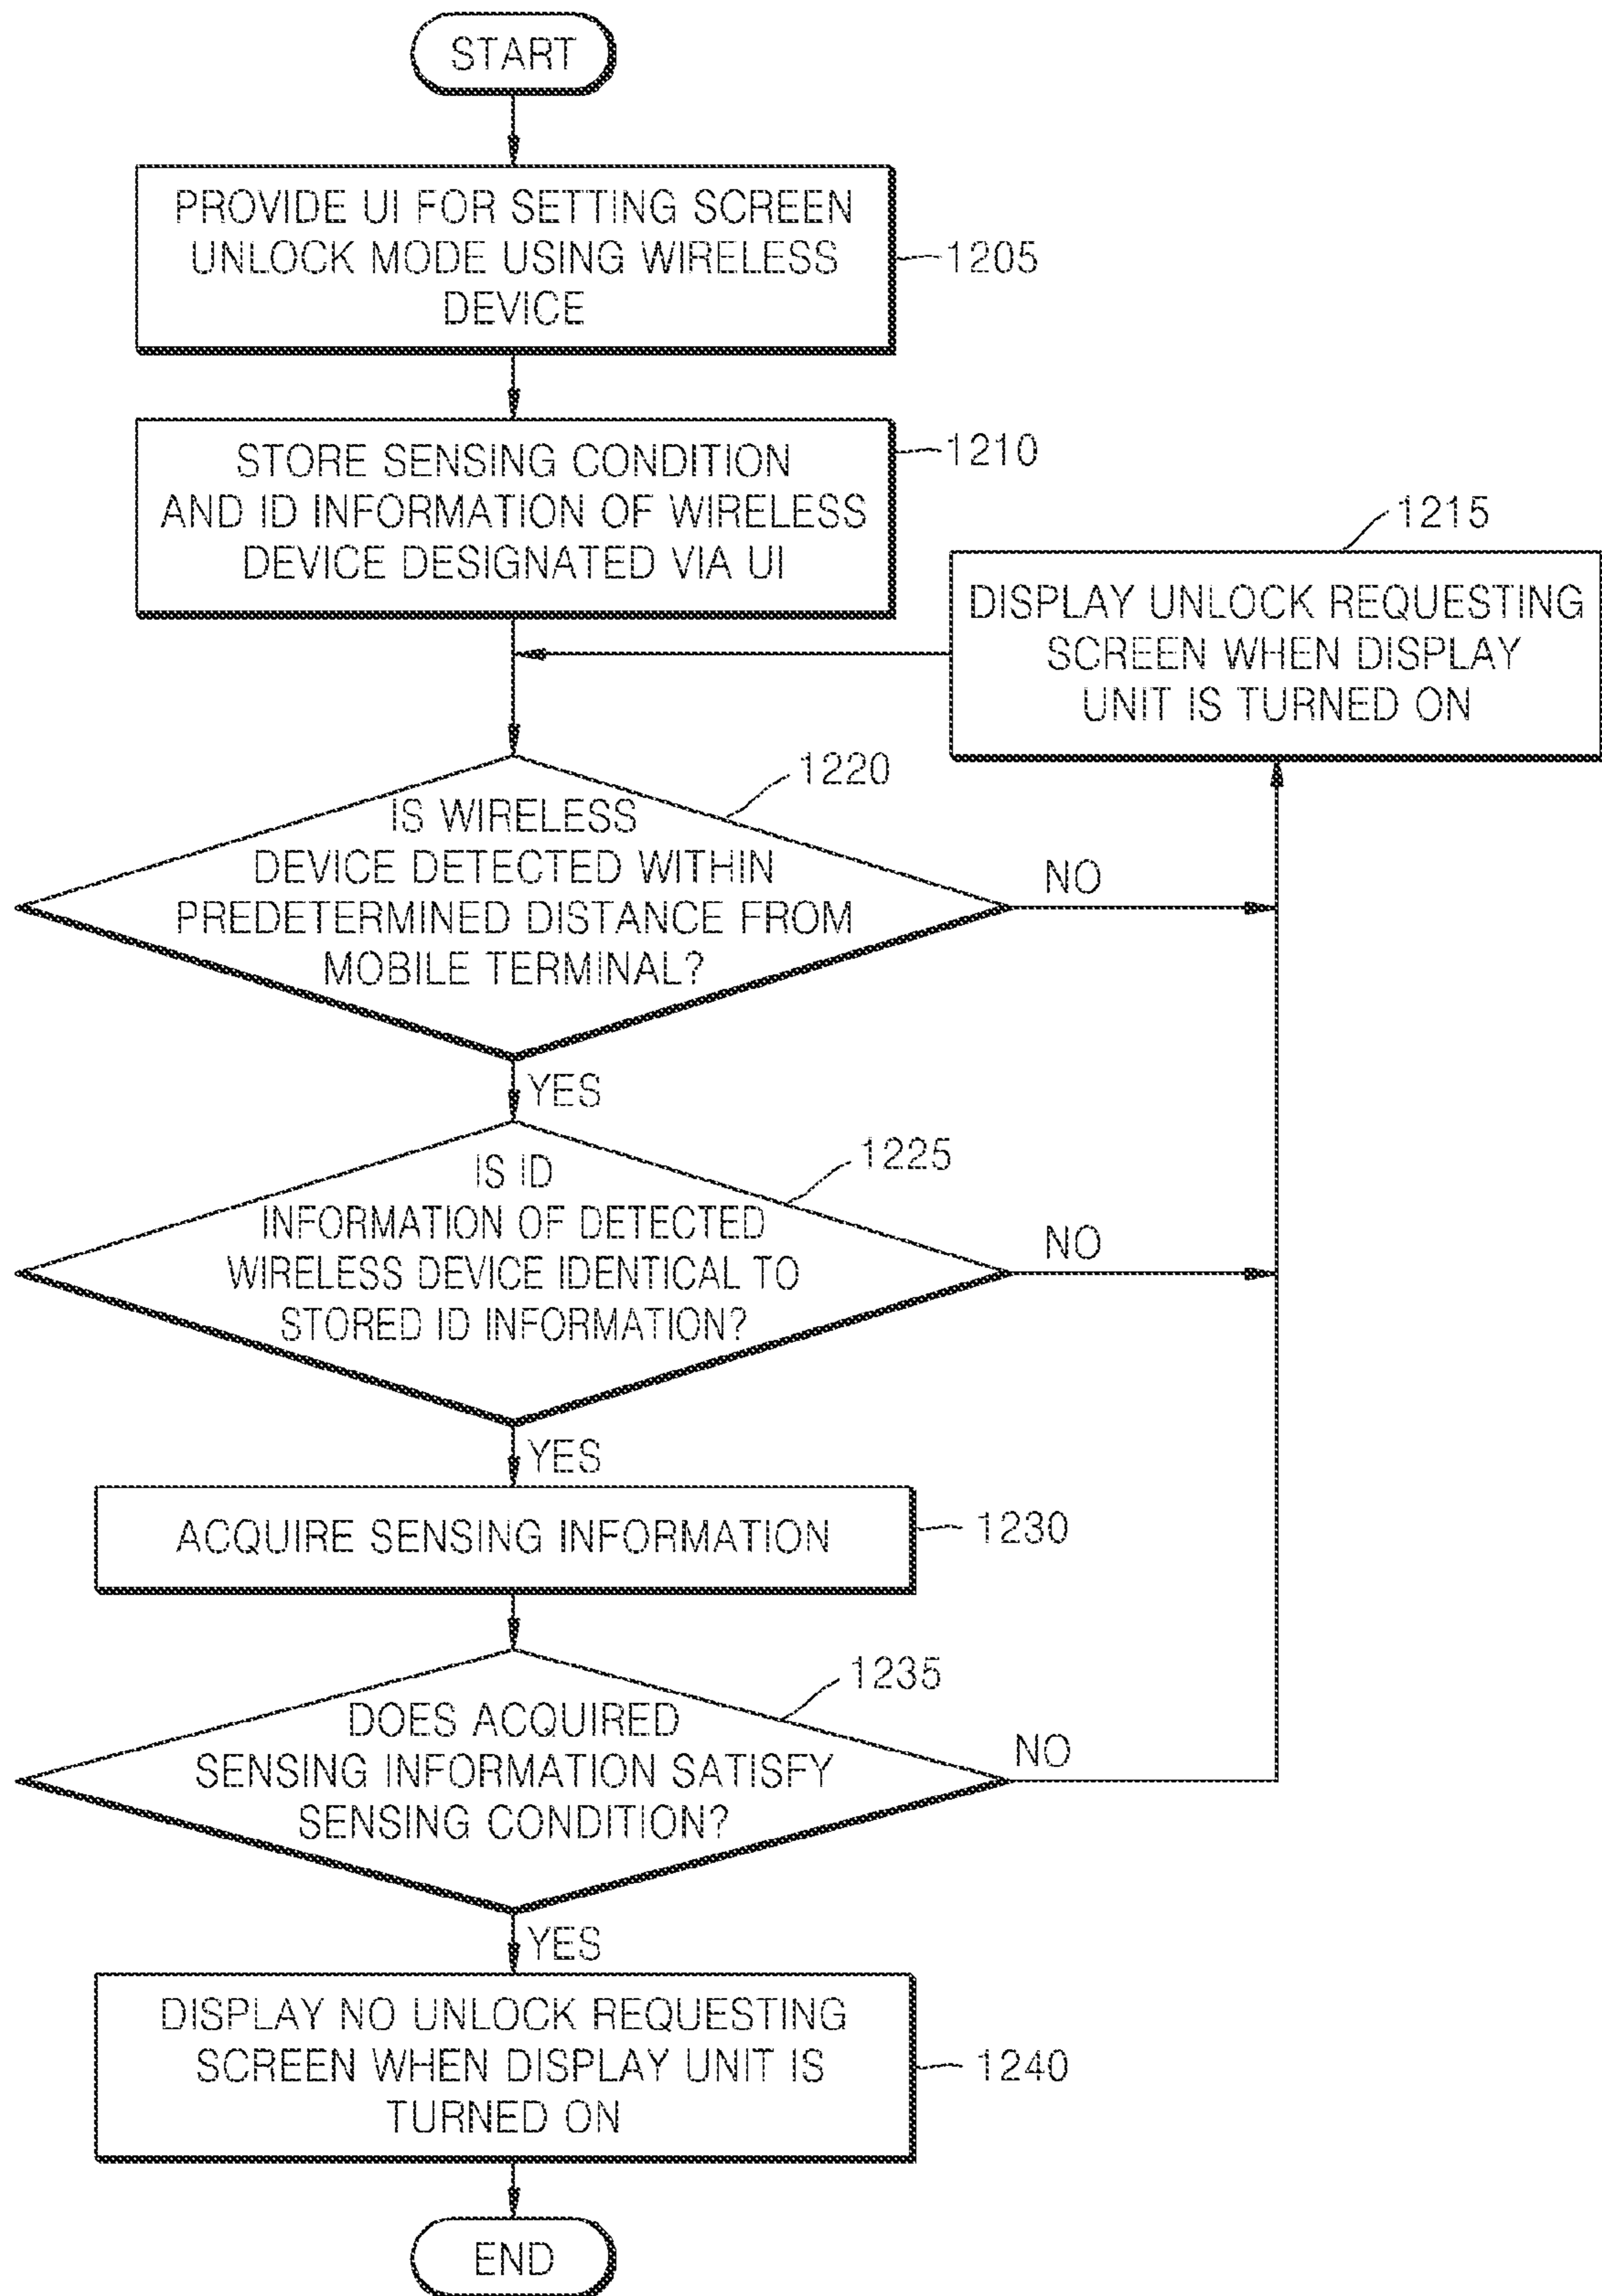 START
PROVIDE UI FOR SETTING SCREEN
UNLOCK MODE USING WIRELESS
DEVICE
1205
STORE SENSING CONDITION
AND ID INFORMATION OF WIRELESS
DEVICE DESIGNATED VIA UI
1210
1215
DISPLAY UNLOCK REQUESTING
SCREEN WHEN DISPLAY
UNIT IS TURNED ON
1220
IS WIRELESS
DEVICE DETECTED WITHIN
PREDETERMINED DISTANCE FROM
MOBILE TERMINAL?
NO
YES
1225
IS ID
INFORMATION OF DETECTED
WIRELESS DEVICE IDENTICAL TO
STORED ID INFORMATION?
NO
YES
ACQUIRE SENSING INFORMATION
1230
1235
DOES ACQUIRED
SENSING INFORMATION SATISFY
SENSING CONDITION?
NO
YES
DISPLAY NO UNLOCK REQUESTING
SCREEN WHEN DISPLAY UNIT IS
TURNED ON
1240
END